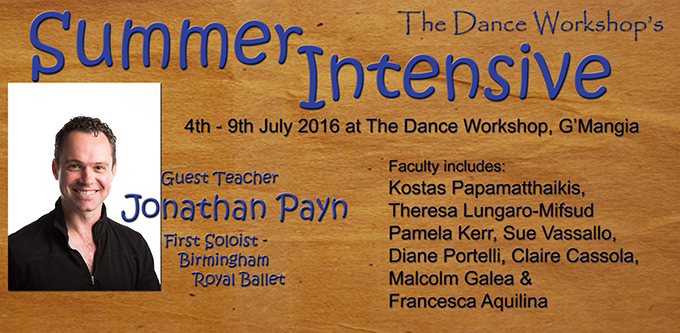 The Dance Workshop's
Summer
Intensive
4th - 9th July 2016 at The Dance Workshop, G'Mangia
Guest Teacher
Jonathan Payn
First Soloist -
Birmingham
Royal Ballet
Faculty includes:
Kostas Papamatthaikis,
Theresa Lungaro-Mifsud
Pamela Kerr, Sue Vassallo,
Diane Portelli, Claire Cassola,
Malcolm Galea &
Francesca Aquilina